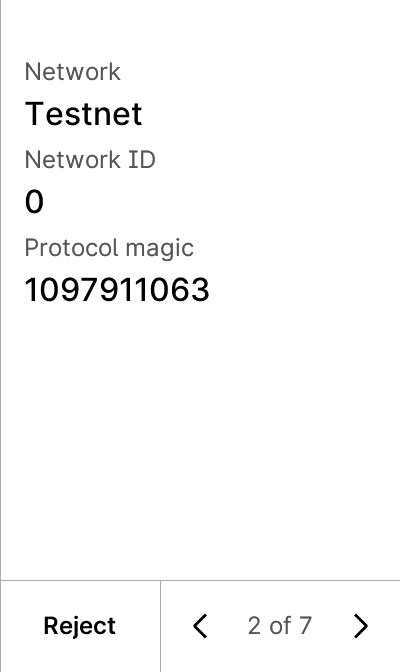 Network
Testnet
Network ID
0
Protocol magic
1097911063
Reject
2 of 7